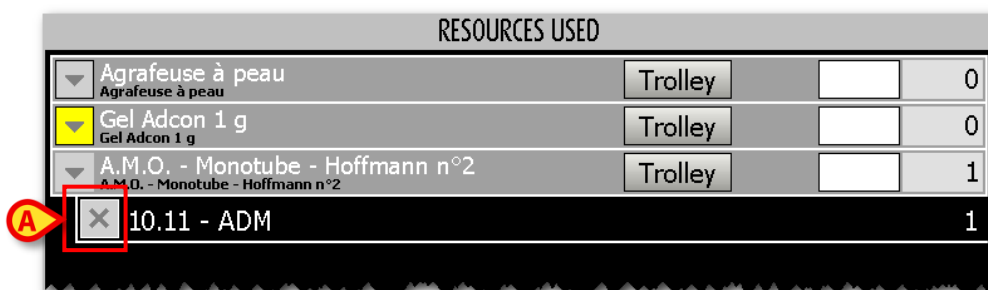 RESOURCES USED
Agrafeuse à peau Trolley 0
Agrafeuse à peau
Gel Adcon 1 g Trolley 0
Gel Adcon 1 g
A.M.O. - Monotube - Hoffmann n°2 Trolley 1
A.M.O. - Monotube - Hoffmann n°2
A 10.11 - ADM 1